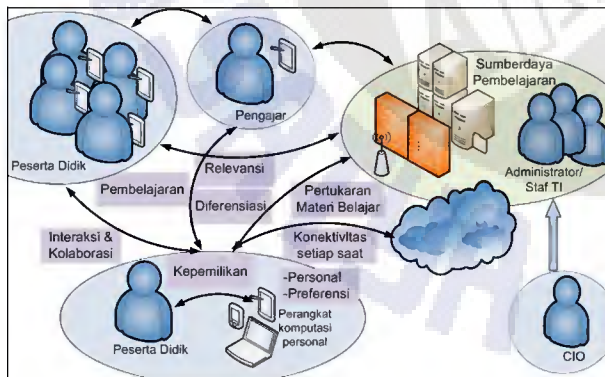 Sumberdaya
Pembelajaran
Pengajar
Peserta Didik
Administrator/
Staf TI
Relevansi
Pembelajaran
Pertukaran
Materi Belajar
Diferensiasi
Interaksi &
Kolaborasi
Konektivitas
setiap saat
Kepemilikan
-Personal
-Preferensi
Perangkat
komputasi
personal
Peserta Didik
CIO